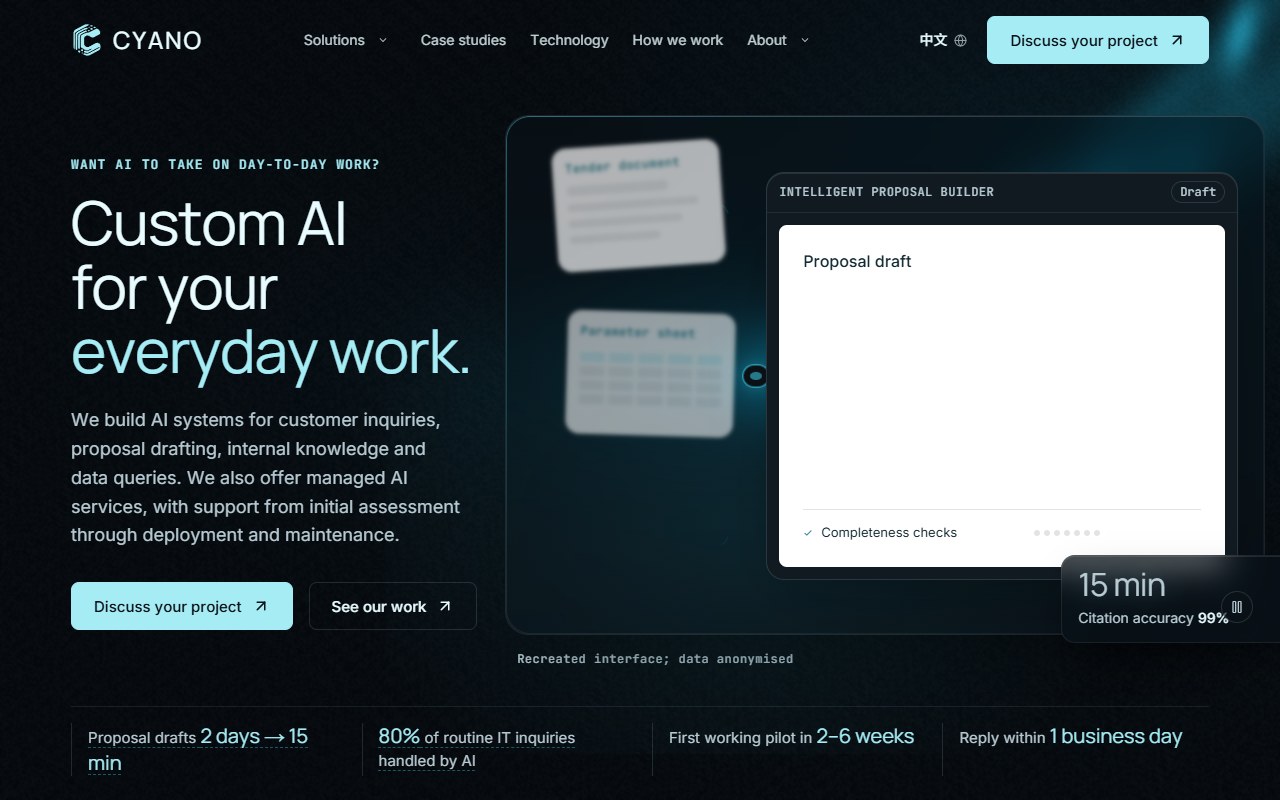 CYANO
Solutions
Case studies
Technology
How we work
About
中文
Discuss your project
WANT AI TO TAKE ON DAY-TO-DAY WORK?
Custom AI
for your
everyday work.
We build AI systems for customer inquiries,
proposal drafting, internal knowledge and
data queries. We also offer managed AI
services, with support from initial assessment
through deployment and maintenance.
Discuss your project
See our work
Tender document
Parameter sheet
INTELLIGENT PROPOSAL BUILDER
Draft
Proposal draft
Completeness checks
15 min
Citation accuracy 99%
Recreated interface; data anonymised
Proposal drafts 2 days → 15
min
80% of routine IT inquiries
handled by AI
First working pilot in 2–6 weeks
Reply within 1 business day